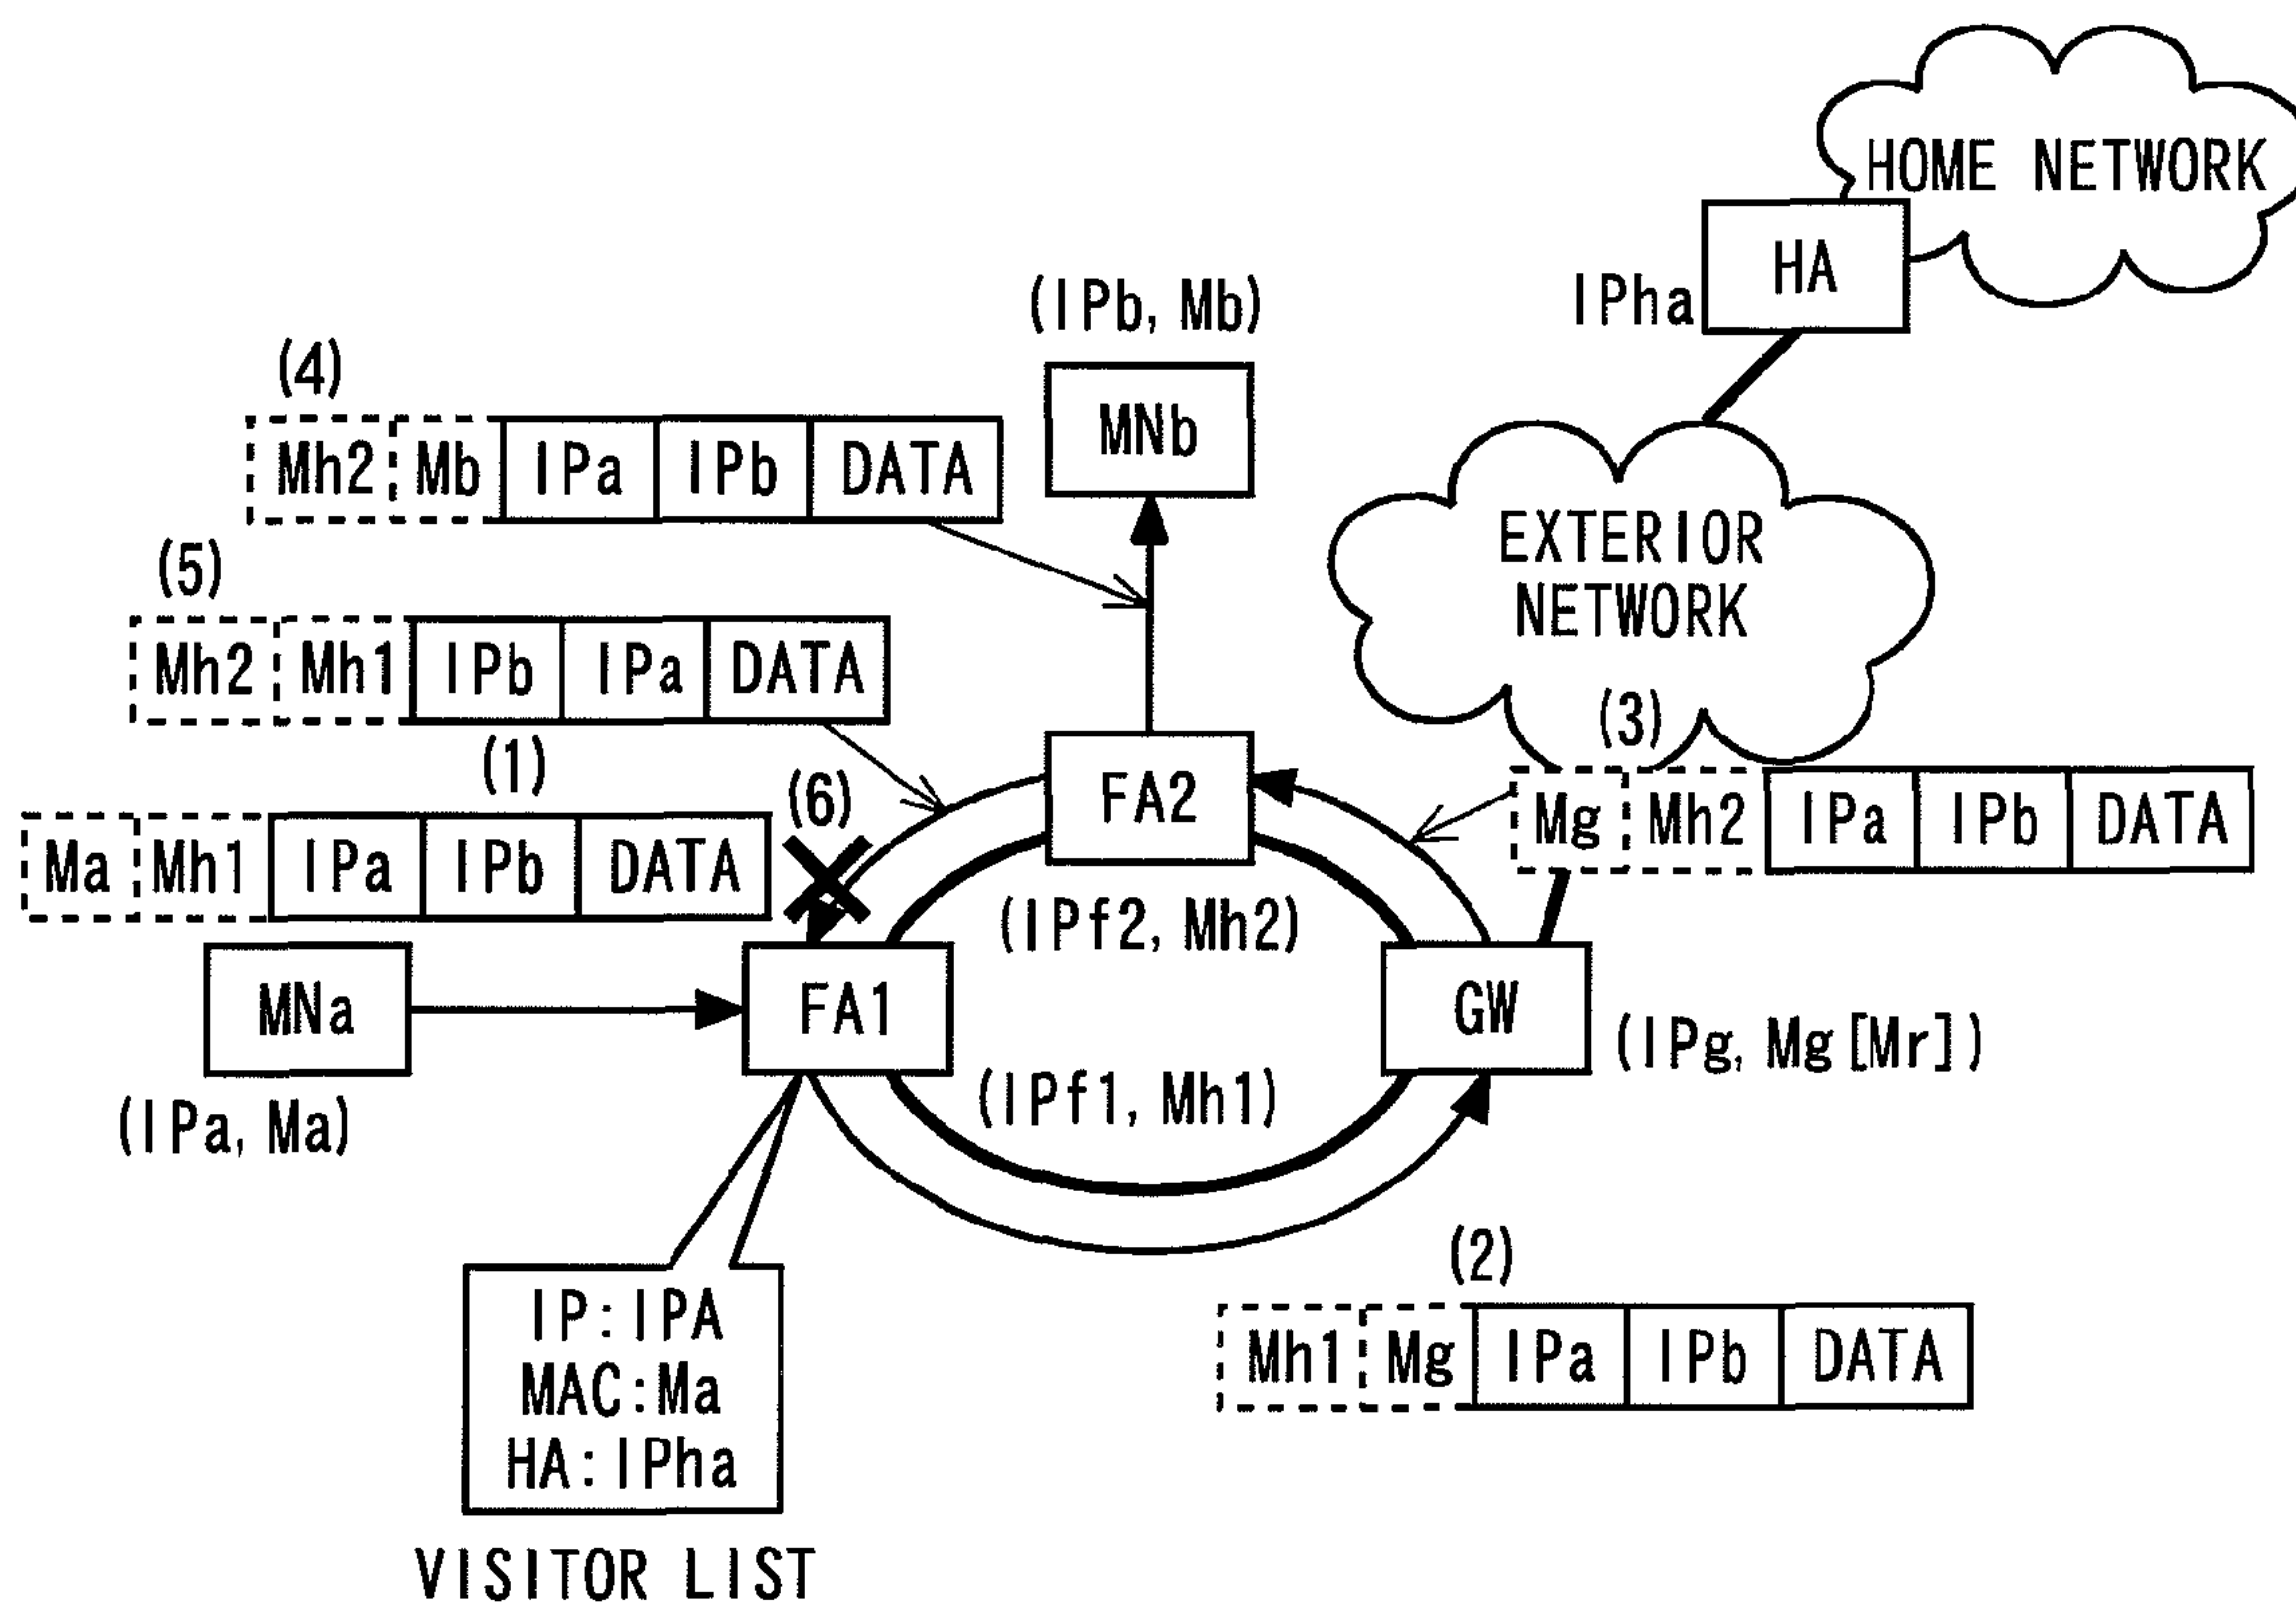 HOME NETWORK
HA
IPha
(IPb, Mb)
MNb
(4)
Mh2 Mb IPa IPb DATA
EXTERIOR
NETWORK
(5)
Mh2 Mh1 IPb IPa DATA
(3)
Mg Mh2 IPa IPb DATA
(1)
Ma Mh1 IPa IPb DATA
(6)
FA2
(IPf2, Mh2)
MNa
(IPa, Ma)
FA1
(IPf1, Mh1)
GW
(IPg, Mg[Mr])
(2)
Mh1 Mg IPa IPb DATA
IP:IPA
MAC:Ma
HA:IPha
VISITOR LIST